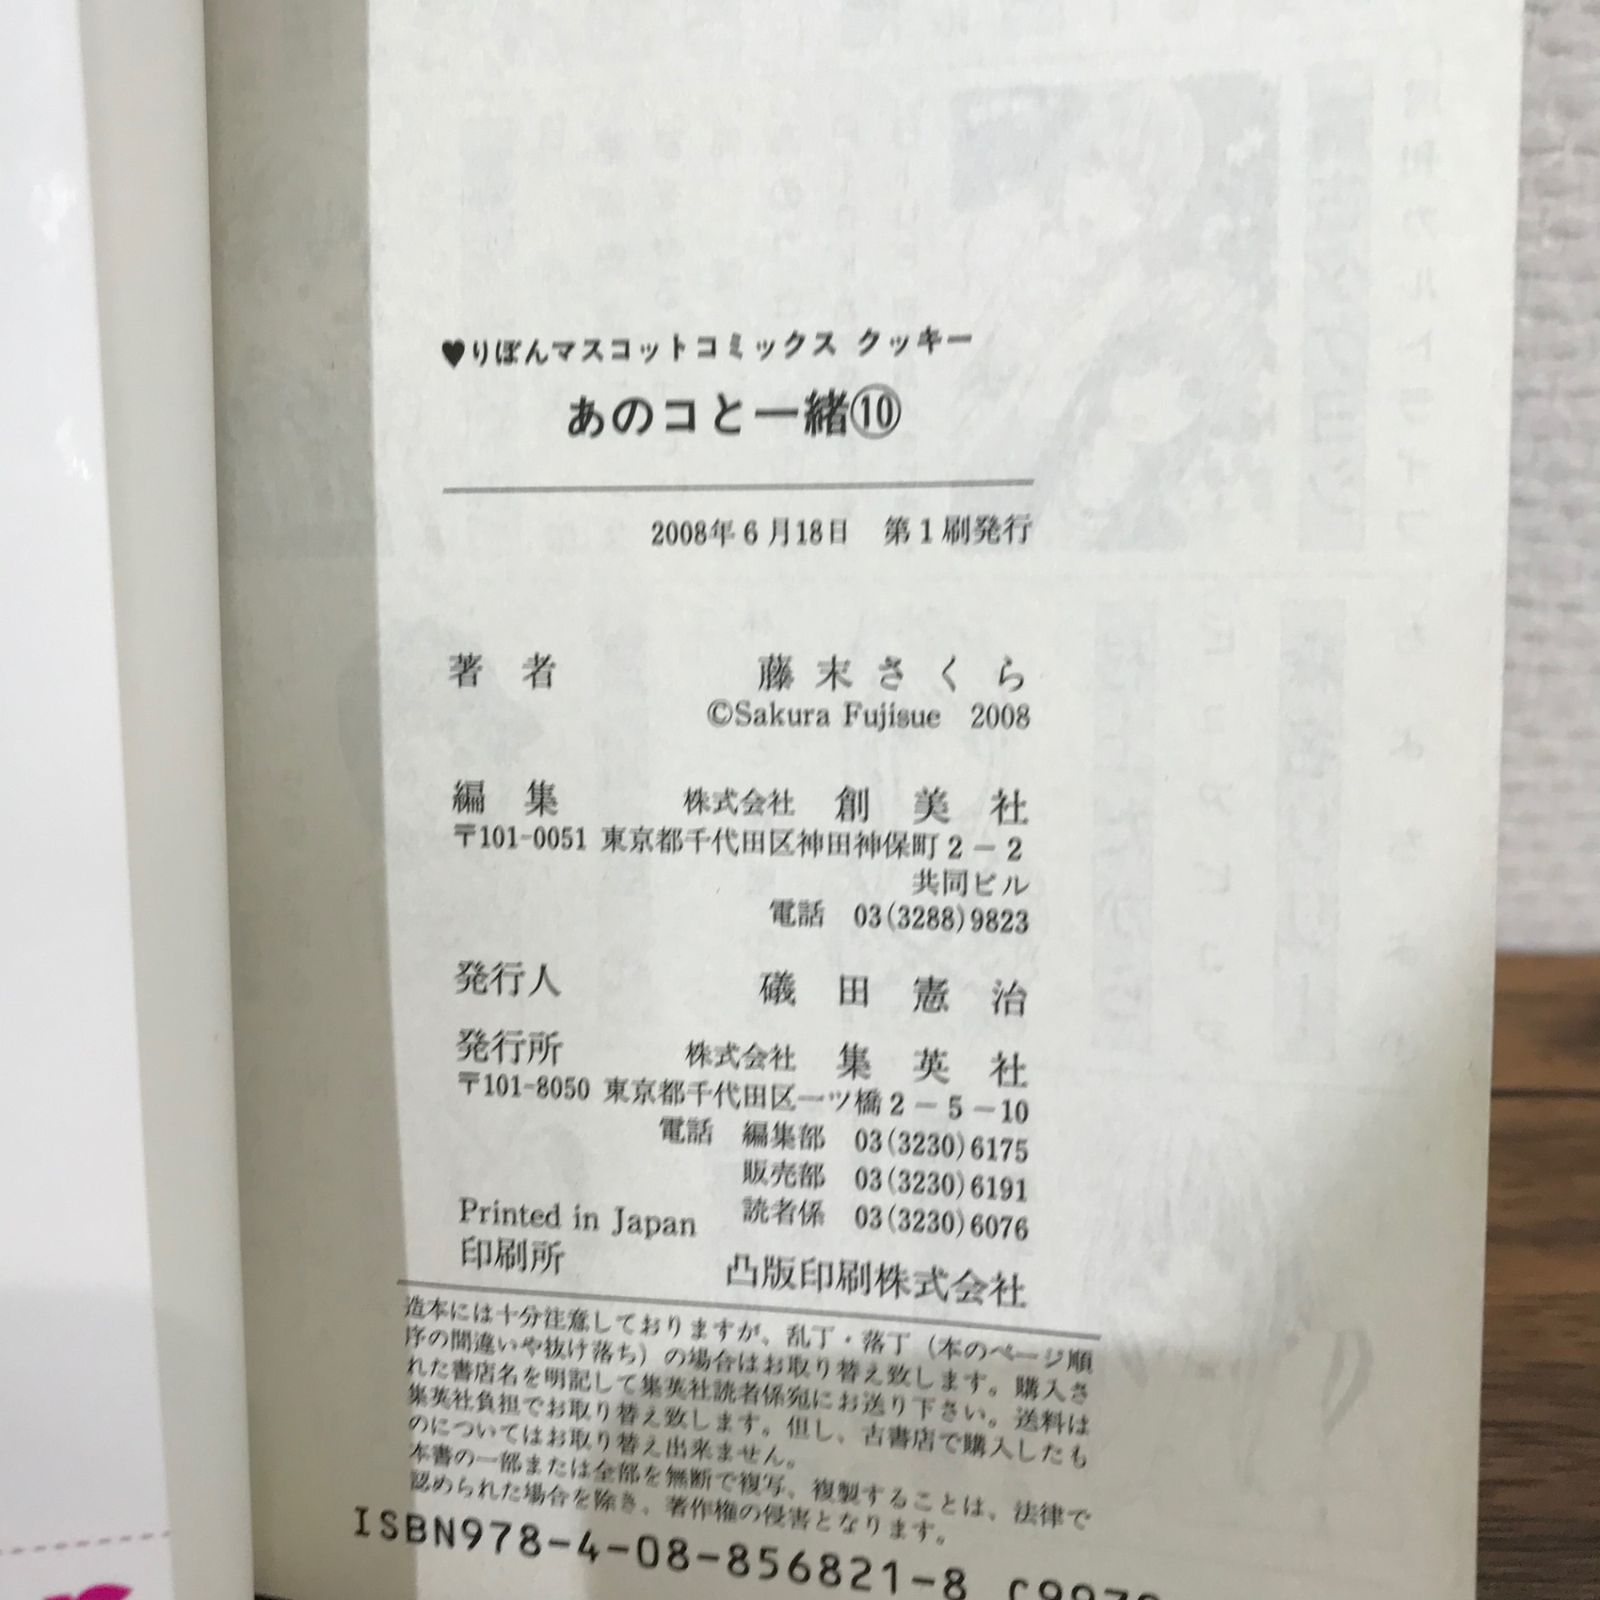 ♥りぼんマスコットコミックス クッキー
あのコと一緒⑩
2008年6月18日 第1刷発行
著者 藤末さくら
©Sakura Fujisue 2008
編集 株式会社 創美社
〒101-0051 東京都千代田区神田神保町2−2
共同ビル
電話 03(3288)9823
発行人 礒田憲治
発行所 株式会社 集英社
〒101-8050 東京都千代田区一ツ橋2−5−10
電話 編集部 03(3230)6175
販売部 03(3230)6191
読者係 03(3230)6076
Printed in Japan
印刷所 凸版印刷株式会社
造本には十分注意しておりますが、乱丁・落丁(本のページ順
序の間違いや抜け落ち)の場合はお取り替え致します。購入さ
れた書店名を明記して集英社読者係宛にお送り下さい。送料は
集英社負担でお取り替え致します。但し、古書店で購入したも
のについてはお取り替え出来ません。
本書の一部または全部を無断で複写、複製することは、法律で
認められた場合を除き、著作権の侵害となります。
ISBN978-4-08-856821-8